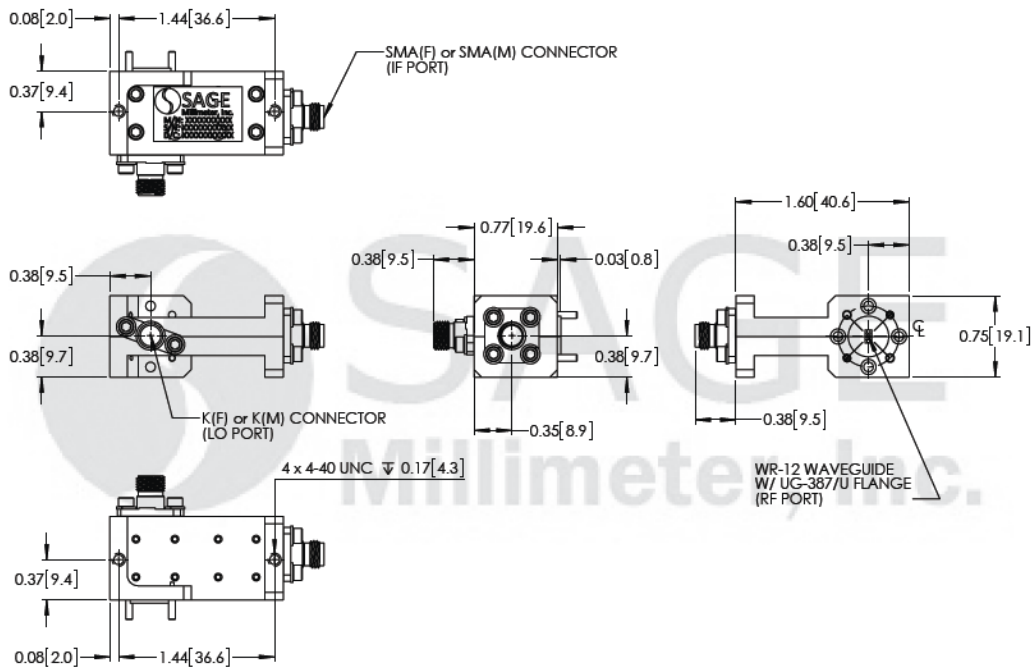 0.08[2.0]
1.44[36.6]
SMA(F) or SMA(M) CONNECTOR
(IF PORT)
0.37[9.4]
SAGE
Millimeter, Inc.
1.60[40.6]
0.77[19.6]
0.38[9.5]
0.38[9.5]
0.03[0.8]
0.38[9.5]
0.75[19.1]
0.38[9.7]
0.38[9.7]
K(F) or K(M) CONNECTOR
(LO PORT)
0.38[9.5]
0.35[8.9]
4 x 4-40 UNC ↧ 0.17[4.3]
WR-12 WAVEGUIDE
W/ UG-387/U FLANGE
(RF PORT)
0.37[9.4]
0.08[2.0]
1.44[36.6]
SAGE
Millimeter, Inc.